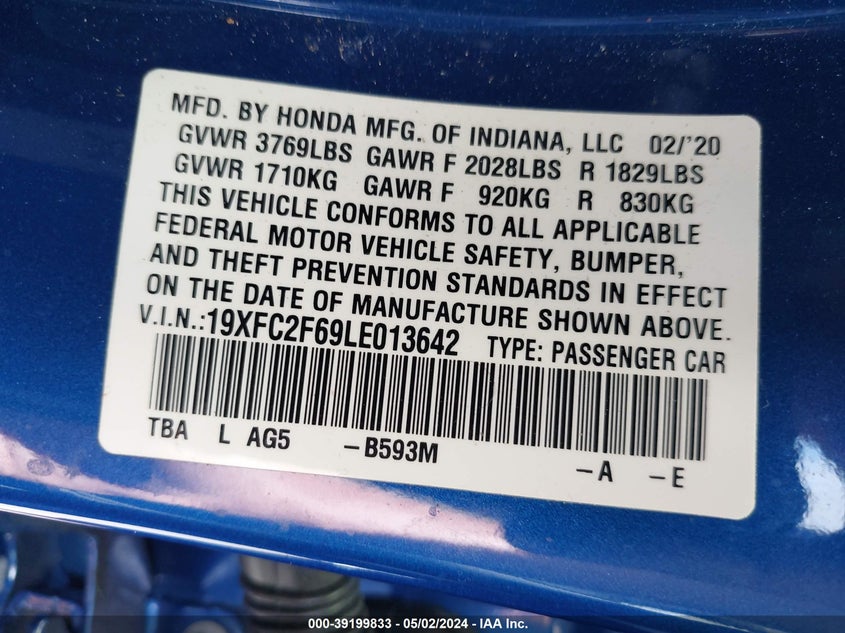 MFD. BY HONDA MFG. OF INDIANA, LLC 02/'20
GVWR 3769LBS GAWR F 2028LBS R 1829LBS
GVWR 1710KG GAWR F 920KG R 830KG
THIS VEHICLE CONFORMS TO ALL APPLICABLE
FEDERAL MOTOR VEHICLE SAFETY, BUMPER,
AND THEFT PREVENTION STANDARDS IN EFFECT
ON THE DATE OF MANUFACTURE SHOWN ABOVE.
V.I.N.:19XFC2F69LE013642 TYPE: PASSENGER CAR
TBA L AG5 -B593M -A -E
000-39199833 - 05/02/2024 - IAA Inc.